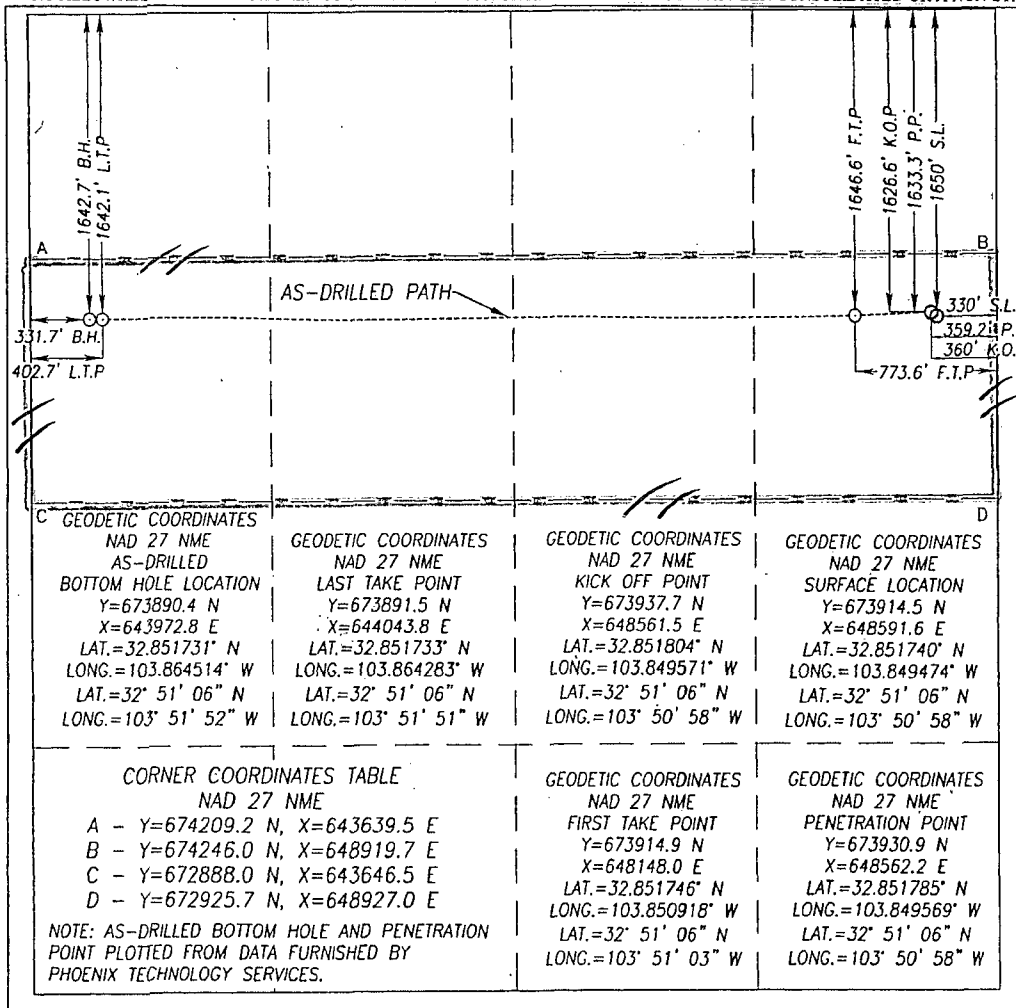 1642.7' B.H.
1642.1' L.T.P
1646.6' F.T.P
1626.6' K.O.P
1633.3' P.P.
1650' S.L.
A
B
AS-DRILLED PATH
331.7' B.H.
402.7' L.T.P
330' S.L.
359.2' P.
360' K.O.
773.6' F.T.P
C
D
GEODETIC COORDINATES
NAD 27 NME
AS-DRILLED
BOTTOM HOLE LOCATION
Y=673890.4 N
X=643972.8 E
LAT.=32.851731° N
LONG.=103.864514° W
LAT.=32° 51' 06" N
LONG.=103° 51' 52" W
GEODETIC COORDINATES
NAD 27 NME
LAST TAKE POINT
Y=673891.5 N
X=644043.8 E
LAT.=32.851733° N
LONG.=103.864283° W
LAT.=32° 51' 06" N
LONG.=103° 51' 51" W
GEODETIC COORDINATES
NAD 27 NME
KICK OFF POINT
Y=673937.7 N
X=648561.5 E
LAT.=32.851804° N
LONG.=103.849571° W
LAT.=32° 51' 06" N
LONG.=103° 50' 58" W
GEODETIC COORDINATES
NAD 27 NME
SURFACE LOCATION
Y=673914.5 N
X=648591.6 E
LAT.=32.851740° N
LONG.=103.849474° W
LAT.=32° 51' 06" N
LONG.=103° 50' 58" W
CORNER COORDINATES TABLE
NAD 27 NME
A - Y=674209.2 N, X=643639.5 E
B - Y=674246.0 N, X=648919.7 E
C - Y=672888.0 N, X=643646.5 E
D - Y=672925.7 N, X=648927.0 E
NOTE: AS-DRILLED BOTTOM HOLE AND PENETRATION
POINT PLOTTED FROM DATA FURNISHED BY
PHOENIX TECHNOLOGY SERVICES.
GEODETIC COORDINATES
NAD 27 NME
FIRST TAKE POINT
Y=673914.9 N
X=648148.0 E
LAT.=32.851746° N
LONG.=103.850918° W
LAT.=32° 51' 06" N
LONG.=103° 51' 03" W
GEODETIC COORDINATES
NAD 27 NME
PENETRATION POINT
Y=673930.9 N
X=648562.2 E
LAT.=32.851785° N
LONG.=103.849569° W
LAT.=32° 51' 06" N
LONG.=103° 50' 58" W